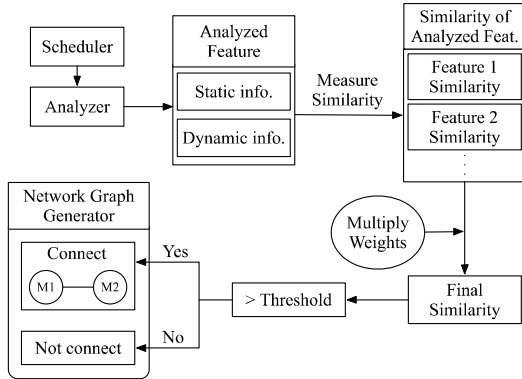 Scheduler
Analyzer
Analyzed
Feature
Static info.
Dynamic info.
Measure
Similarity
Similarity of
Analyzed Feat.
Feature 1
Similarity
Feature 2
Similarity
Multiply
Weights
Final
Similarity
> Threshold
Yes
No
Network Graph
Generator
Connect
M1
M2
Not connect